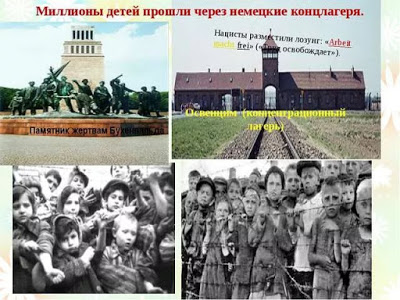 Миллионы детей прошли через немецкие концлагеря.
Нацисты разместили лозунг: «Arbeit
macht frei» («Труд освобождает»).
Памятник жертвам Бухенвальда
Освенцим (концентрационный
лагерь)